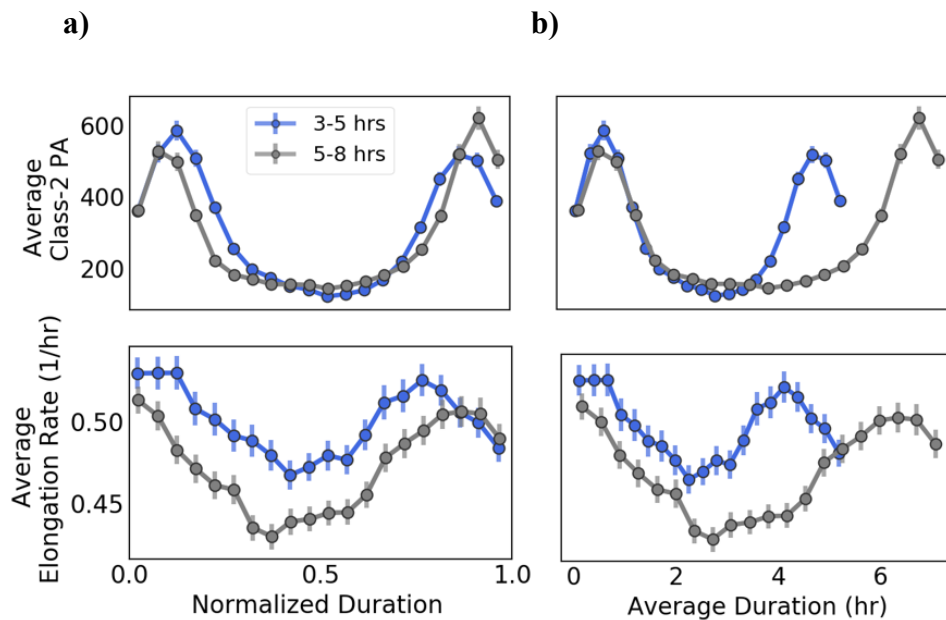 a)
b)
Average
Class-2 PA
600
400
200
3-5 hrs
5-8 hrs
Average
Elongation Rate (1/hr)
0.50
0.45
0.0
0.5
1.0
Normalized Duration
0
2
4
6
Average Duration (hr)